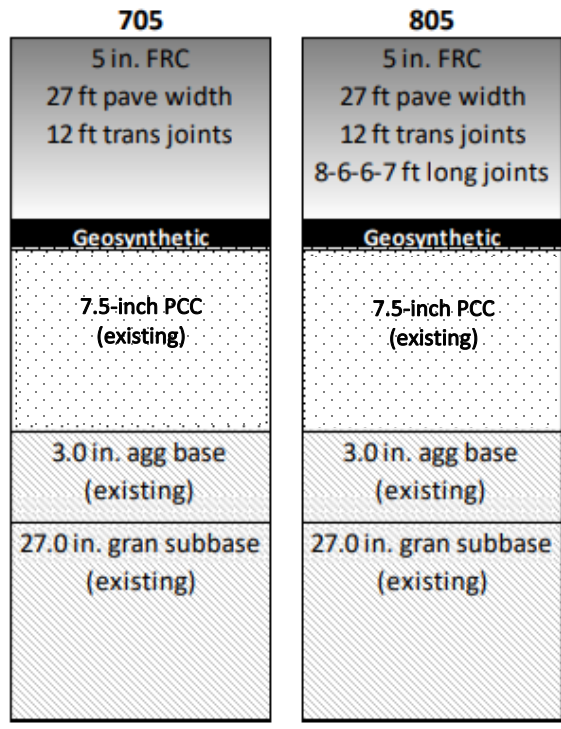 705
5 in. FRC
27 ft pave width
12 ft trans joints
Geosynthetic
7.5-inch PCC
(existing)
3.0 in. agg base
(existing)
27.0 in. gran subbase
(existing)
805
5 in. FRC
27 ft pave width
12 ft trans joints
8-6-6-7 ft long joints
Geosynthetic
7.5-inch PCC
(existing)
3.0 in. agg base
(existing)
27.0 in. gran subbase
(existing)